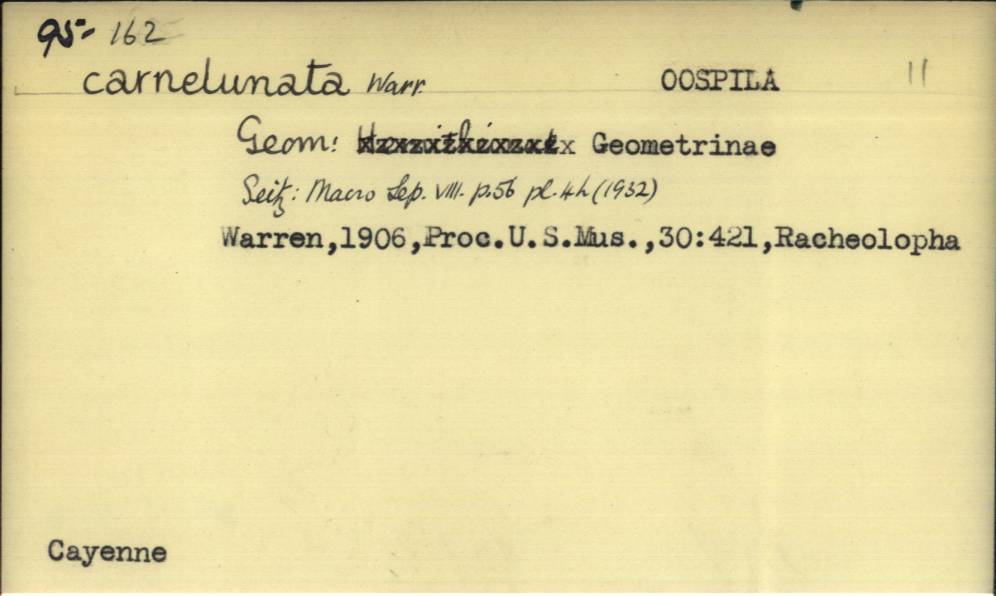 95- 162
carnelunata Warr. OOSPILA 11
Geom: Geometrinae
Seitz: Macro Lep. VIII. p.56 pl. 4h (1932)
Warren,1906,Proc.U.S.Mus.,30:421,Racheolopha
Cayenne